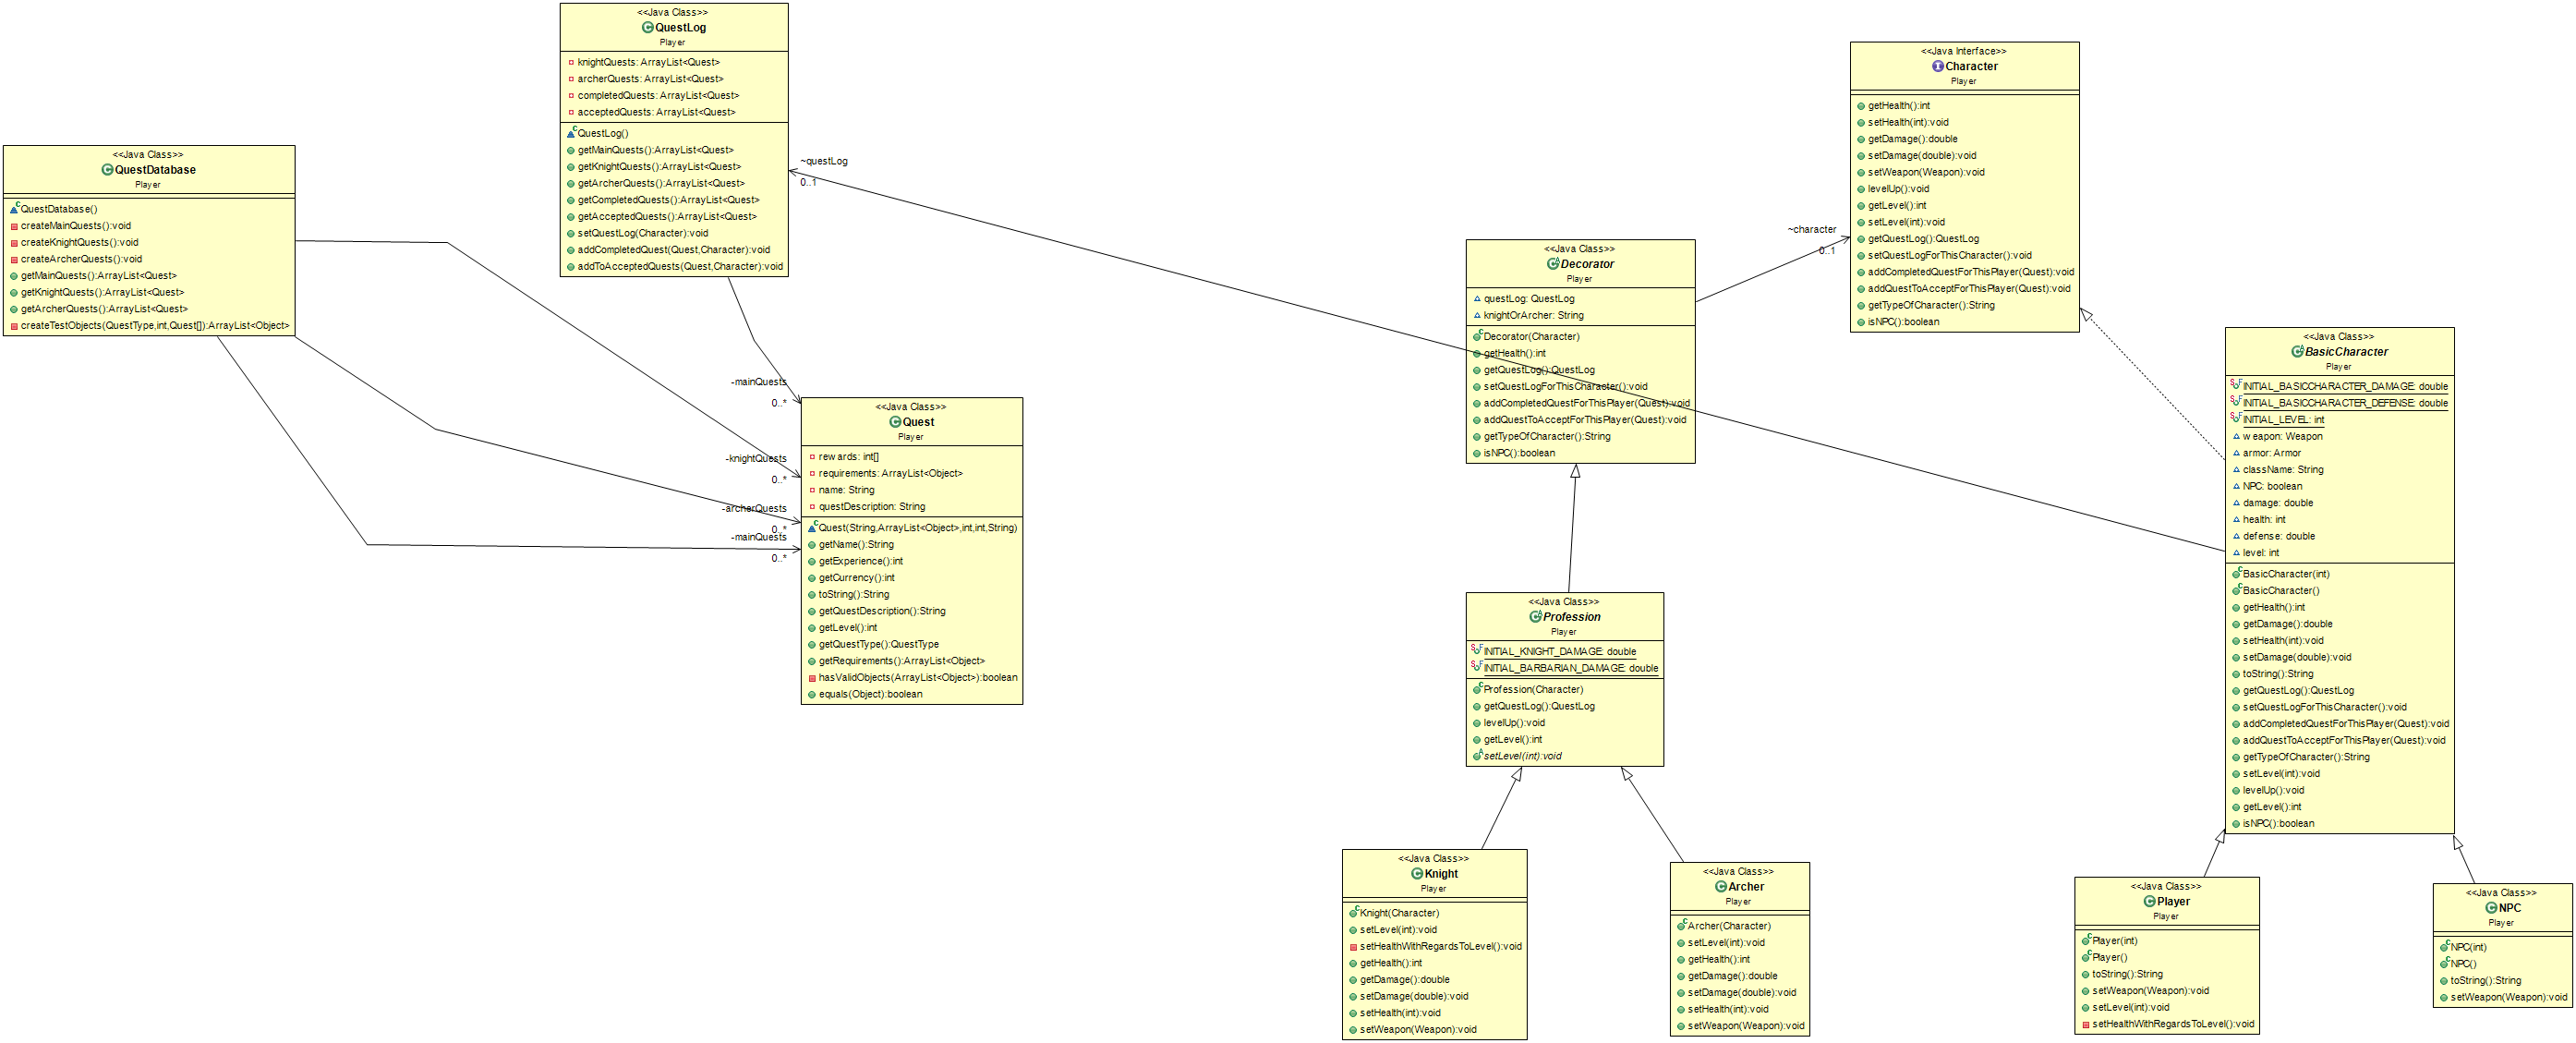 <<Java Class>>
QuestLog
Player
knightQuests: ArrayList<Quest>
archerQuests: ArrayList<Quest>
completedQuests: ArrayList<Quest>
acceptedQuests: ArrayList<Quest>
QuestLog()
getMainQuests():ArrayList<Quest>
getKnightQuests():ArrayList<Quest>
getArcherQuests():ArrayList<Quest>
getCompletedQuests():ArrayList<Quest>
getAcceptedQuests():ArrayList<Quest>
setQuestLog(Character):void
addCompletedQuest(Quest,Character):void
addToAcceptedQuests(Quest,Character):void
<<Java Class>>
QuestDatabase
Player
QuestDatabase()
createMainQuests():void
createKnightQuests():void
createArcherQuests():void
getMainQuests():ArrayList<Quest>
getKnightQuests():ArrayList<Quest>
getArcherQuests():ArrayList<Quest>
createTestObjects(QuestType,int,Quest[]):ArrayList<Object>
~questLog
0..1
-mainQuests
0..*
-knightQuests
0..*
-archerQuests
0..*
-mainQuests
0..*
<<Java Class>>
Quest
Player
rewards: int[]
requirements: ArrayList<Object>
name: String
questDescription: String
Quest(String,ArrayList<Object>,int,int,String)
getName():String
getExperience():int
getCurrency():int
toString():String
getQuestDescription():String
getLevel():int
getQuestType():QuestType
getRequirements():ArrayList<Object>
hasValidObjects(ArrayList<Object>):boolean
equals(Object):boolean
<<Java Interface>>
Character
Player
getHealth():int
setHealth(int):void
getDamage():double
setDamage(double):void
setWeapon(Weapon):void
levelUp():void
getLevel():int
setLevel(int):void
getQuestLog():QuestLog
setQuestLogForThisCharacter():void
addCompletedQuestForThisPlayer(Quest):void
addQuestToAcceptForThisPlayer(Quest):void
getTypeOfCharacter():String
isNPC():boolean
~character
0..1
<<Java Class>>
Decorator
Player
questLog: QuestLog
knightOrArcher: String
Decorator(Character)
getHealth():int
getQuestLog():QuestLog
setQuestLogForThisCharacter():void
addCompletedQuestForThisPlayer(Quest):void
addQuestToAcceptForThisPlayer(Quest):void
getTypeOfCharacter():String
isNPC():boolean
<<Java Class>>
BasicCharacter
Player
INITIAL_BASICCHARACTER_DAMAGE: double
INITIAL_BASICCHARACTER_DEFENSE: double
INITIAL_LEVEL: int
weapon: Weapon
armor: Armor
className: String
NPC: boolean
damage: double
health: int
defense: double
level: int
BasicCharacter(int)
BasicCharacter()
getHealth():int
getDamage():double
setHealth(int):void
setDamage(double):void
toString():String
getQuestLog():QuestLog
setQuestLogForThisCharacter():void
addCompletedQuestForThisPlayer(Quest):void
addQuestToAcceptForThisPlayer(Quest):void
getTypeOfCharacter():String
setLevel(int):void
levelUp():void
getLevel():int
isNPC():boolean
<<Java Class>>
Profession
Player
INITIAL_KNIGHT_DAMAGE: double
INITIAL_BARBARIAN_DAMAGE: double
Profession(Character)
getQuestLog():QuestLog
levelUp():void
getLevel():int
setLevel(int):void
<<Java Class>>
Knight
Player
Knight(Character)
setLevel(int):void
setHealthWithRegardsToLevel():void
getHealth():int
getDamage():double
setDamage(double):void
setHealth(int):void
setWeapon(Weapon):void
<<Java Class>>
Archer
Player
Archer(Character)
setLevel(int):void
getHealth():int
getDamage():double
setDamage(double):void
setHealth(int):void
setWeapon(Weapon):void
<<Java Class>>
Player
Player
Player(int)
Player()
toString():String
setWeapon(Weapon):void
setLevel(int):void
setHealthWithRegardsToLevel():void
<<Java Class>>
NPC
Player
NPC(int)
NPC()
toString():String
setWeapon(Weapon):void